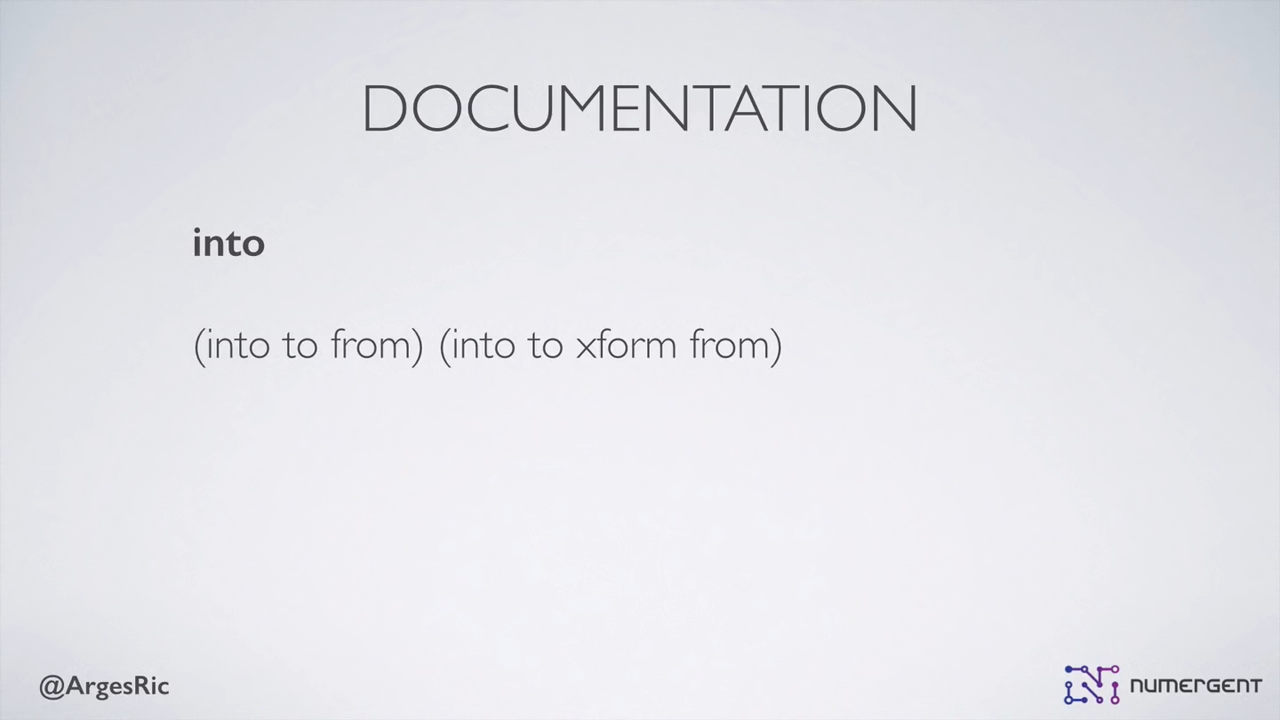 DOCUMENTATION
into
(into to from) (into to xform from)
@ArgesRic
NUMERGENT